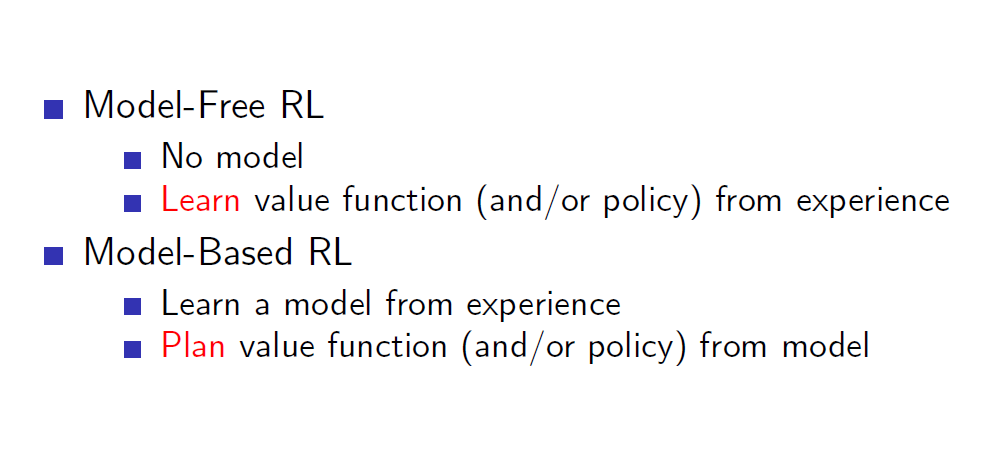 Model-Free RL
No model
Learn value function (and/or policy) from experience
Model-Based RL
Learn a model from experience
Plan value function (and/or policy) from model